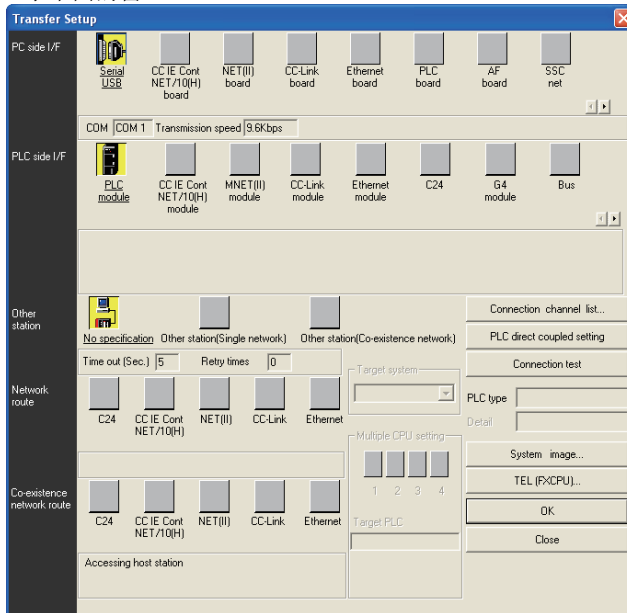 Transfer Setup
PC side I/F
Serial
USB
CC IE Cont
NET/10(H)
board
NET(II)
board
CC-Link
board
Ethernet
board
PLC
board
AF
board
SSC
net
COM COM 1 Transmission speed 9.6Kbps
PLC side I/F
PLC
module
CC IE Cont
NET/10(H)
module
MNET(II)
module
CC-Link
module
Ethernet
module
C24
G4
module
Bus
Other
station
No specification
Other station(Single network)
Other station(Co-existence network)
Time out (Sec.) 5 Retry times 0
Network
route
C24
CC IE Cont
NET/10(H)
NET(II)
CC-Link
Ethernet
Co-existence
network route
C24
CC IE Cont
NET/10(H)
NET(II)
CC-Link
Ethernet
Accessing host station
Target system
Multiple CPU setting
1 2 3 4
Target PLC
Connection channel list...
PLC direct coupled setting
Connection test
PLC type
Detail
System image...
TEL (FXCPU)...
OK
Close